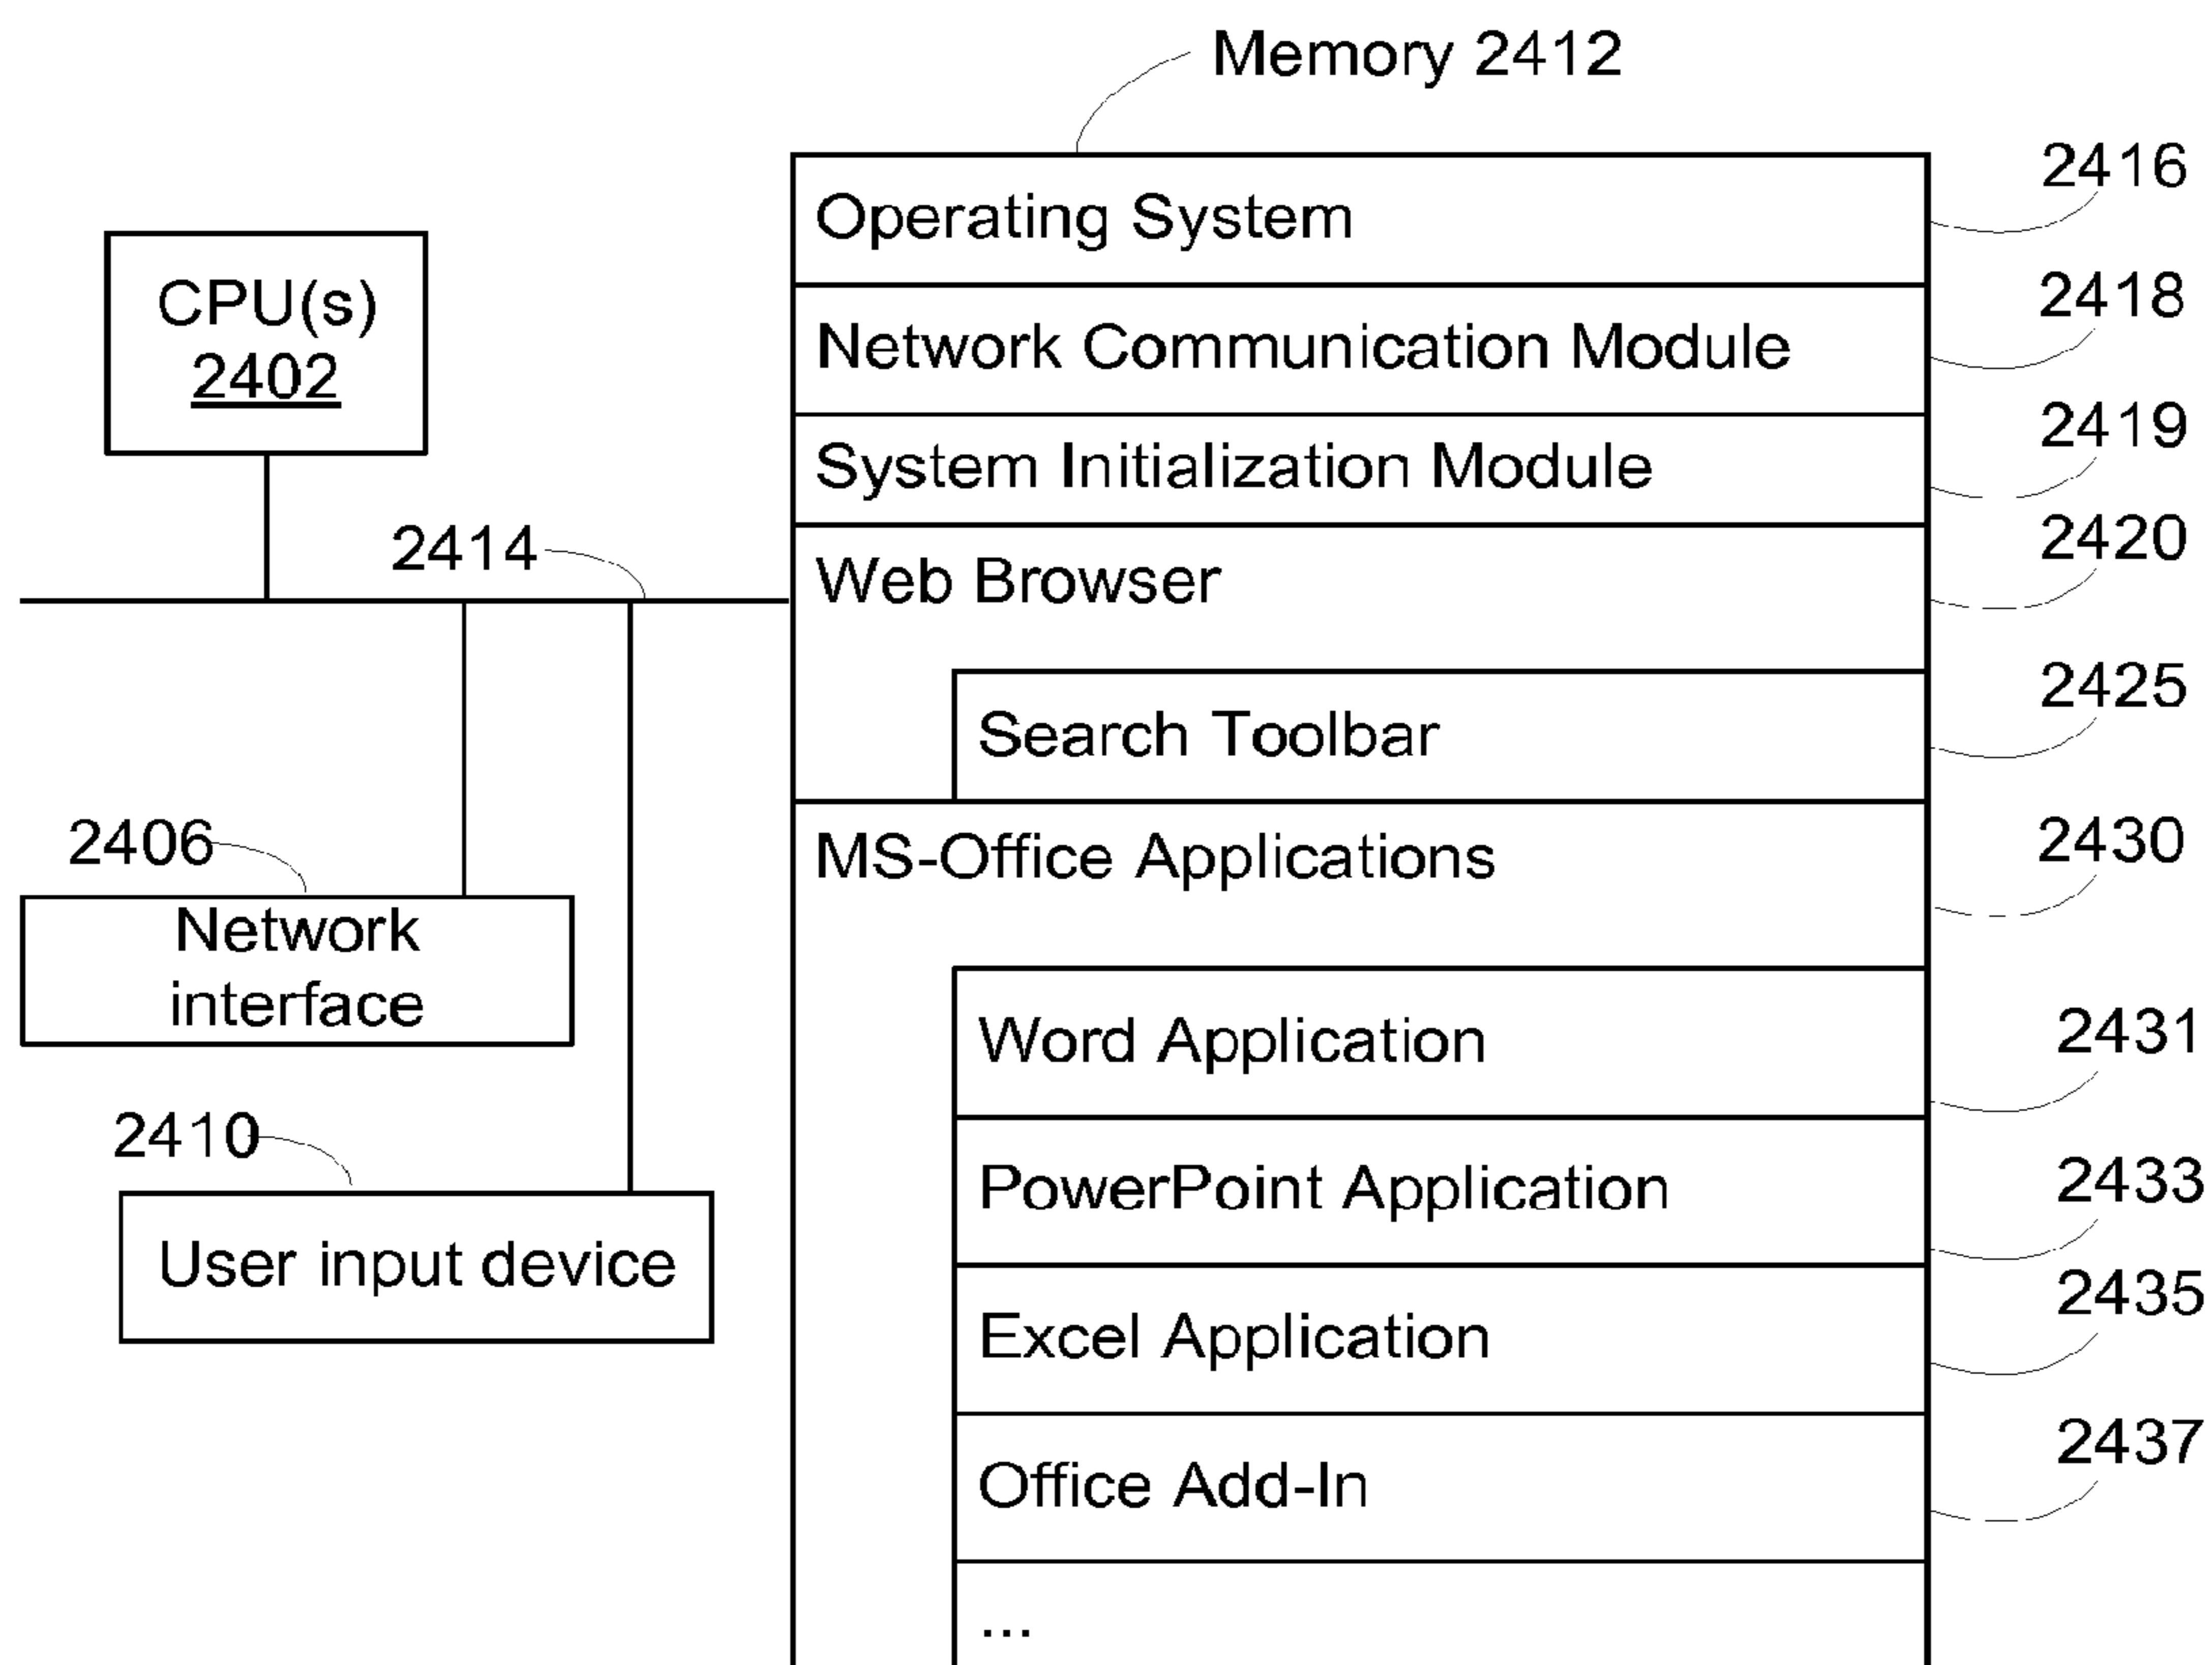 Memory 2412
2416
Operating System
CPU(s)
2402
2418
Network Communication Module
2419
System Initialization Module
2414
2420
Web Browser
2425
Search Toolbar
2406
2430
MS-Office Applications
Network
interface
2431
Word Application
2410
2433
PowerPoint Application
User input device
2435
Excel Application
2437
Office Add-In
...